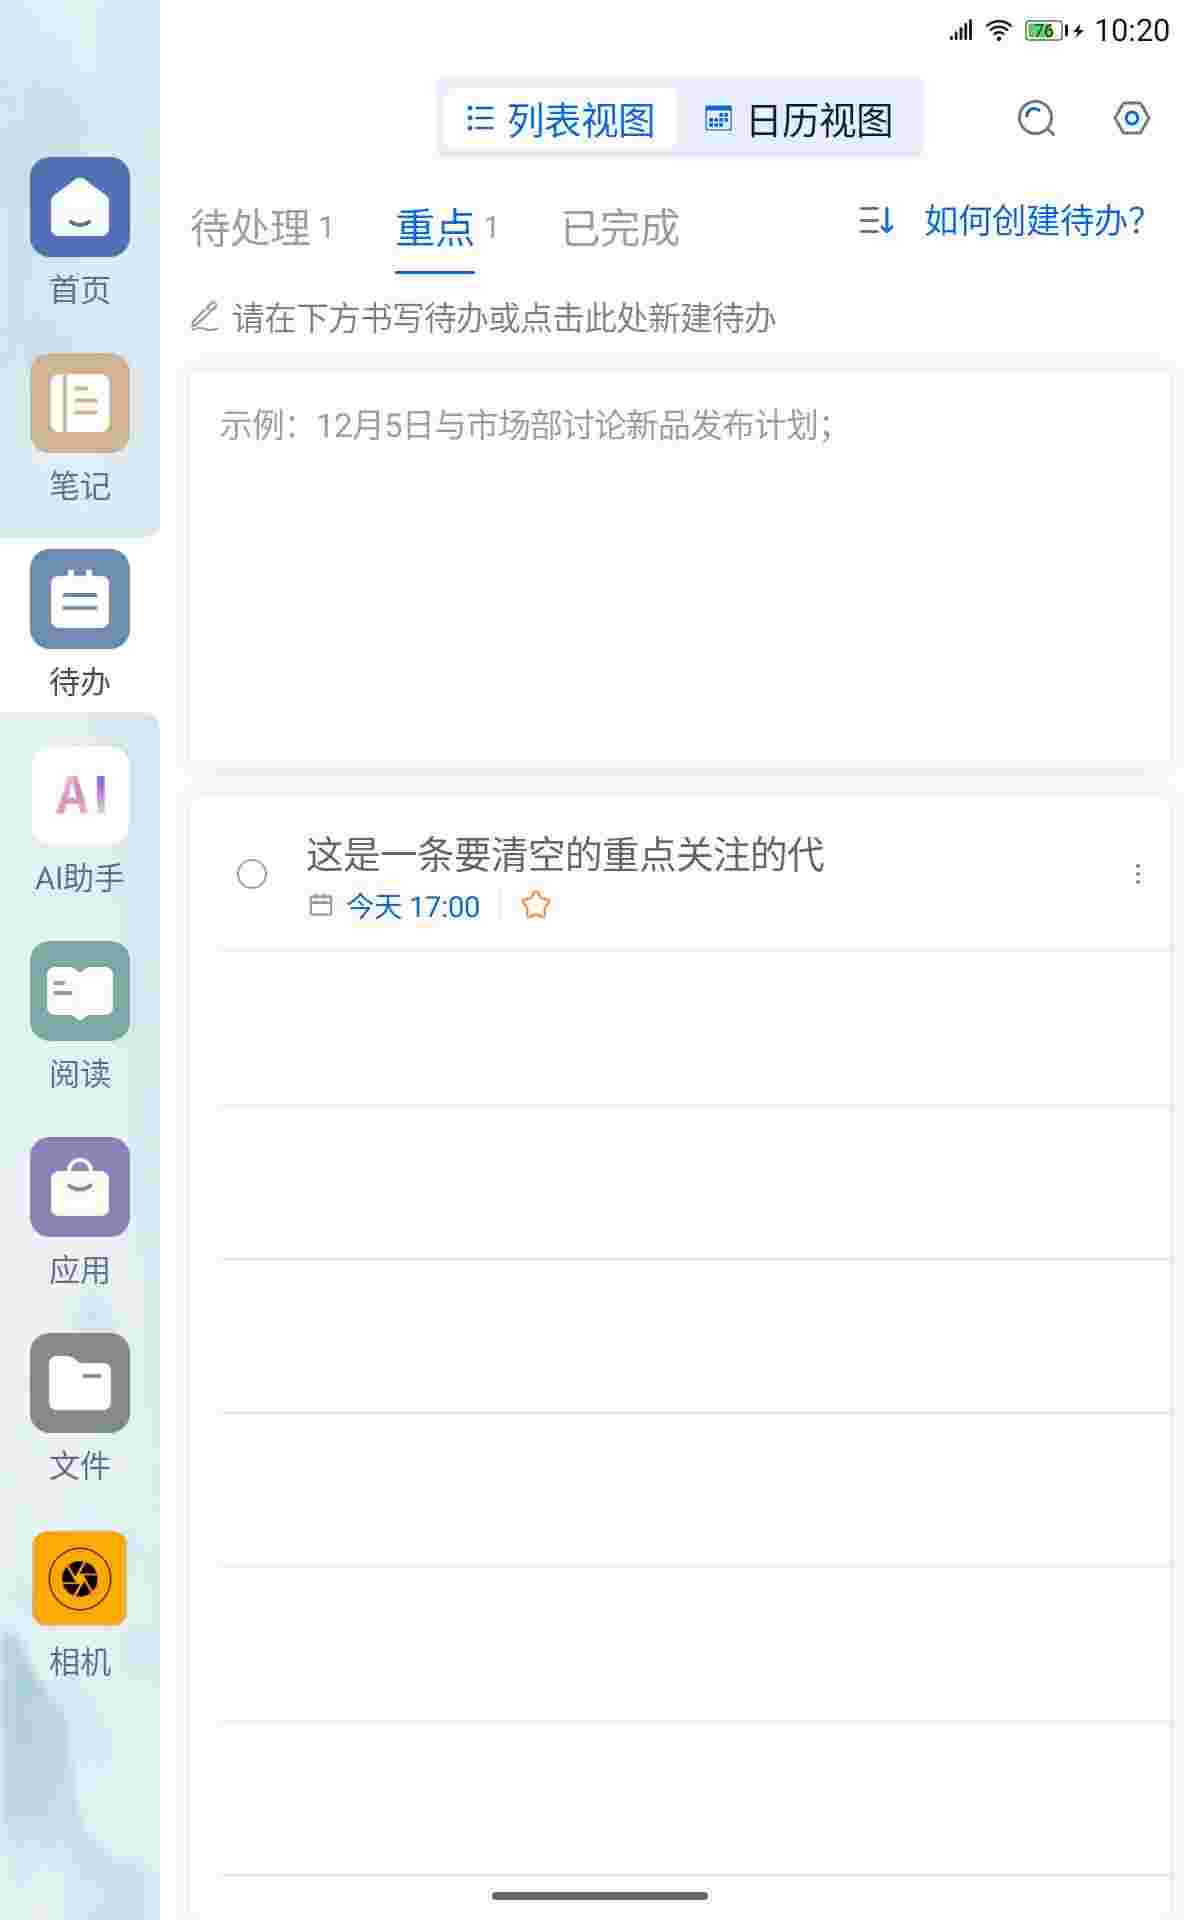 76 10:20
列表视图 日历视图
待处理 1 重点 1 已完成 如何创建待办?
请在下方书写待办或点击此处新建待办
示例：12月5日与市场部讨论新品发布计划;
这是一条要清空的重点关注的代
今天 17:00
首页
笔记
待办
AI
AI助手
阅读
应用
文件
相机